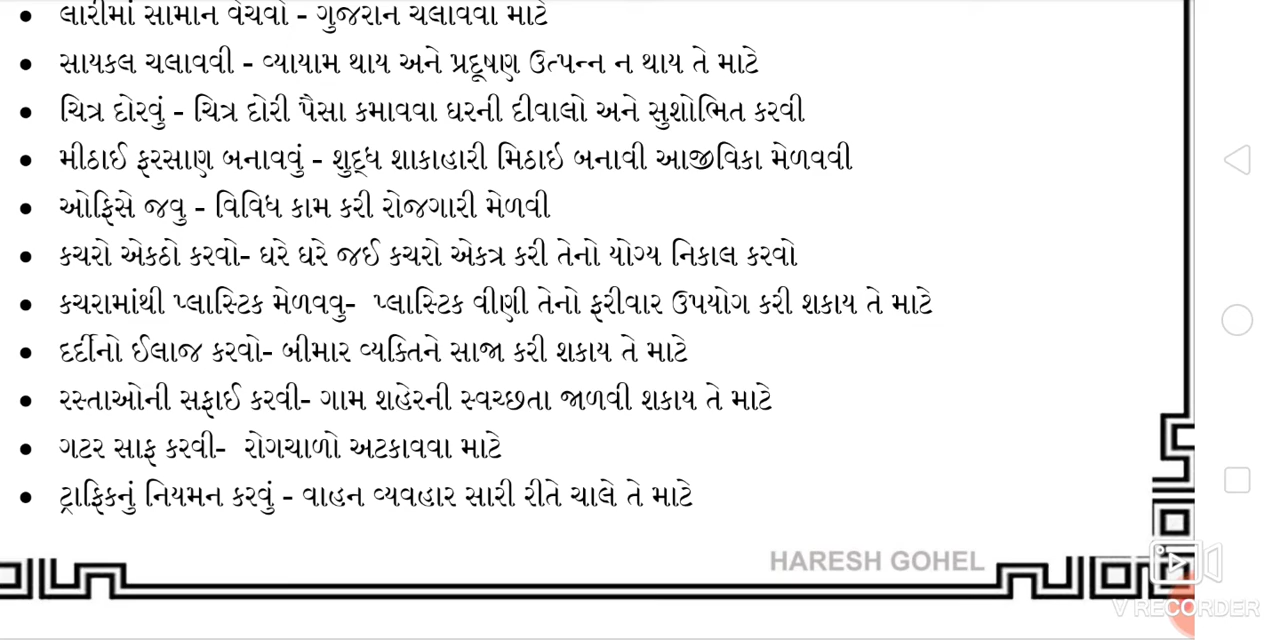 • લારીમાં સામાન વેચવો - ગુજરાન ચલાવવા માટે
• સાયકલ ચલાવવી - વ્યાયામ થાય અને પ્રદૂષણ ઉત્પન્ન ન થાય તે માટે
• ચિત્ર દોરવું - ચિત્ર દોરી પૈસા કમાવવા ઘરની દીવાલો અને સુશોભિત કરવી
• મીઠાઈ ફરસાણ બનાવવું - શુદ્ધ શાકાહારી મિઠાઇ બનાવી આજીવિકા મેળવવી
• ઓફિસે જવુ - વિવિધ કામ કરી રોજગારી મેળવી
• કચરો એકઠો કરવો- ઘરે ઘરે જઈ કચરો એકત્ર કરી તેનો યોગ્ય નિકાલ કરવો
• કચરામાંથી પ્લાસ્ટિક મેળવવુ- પ્લાસ્ટિક વીણી તેનો ફરીવાર ઉપયોગ કરી શકાય તે માટે
• દર્દીનો ઈલાજ કરવો- બીમાર વ્યક્તિને સાજા કરી શકાય તે માટે
• રસ્તાઓની સફાઈ કરવી- ગામ શહેરની સ્વચ્છતા જાળવી શકાય તે માટે
• ગટર સાફ કરવી- રોગચાળો અટકાવવા માટે
• ટ્રાફિકનું નિયમન કરવું - વાહન વ્યવહાર સારી રીતે ચાલે તે માટે
HARESH GOHEL
V RECORDER